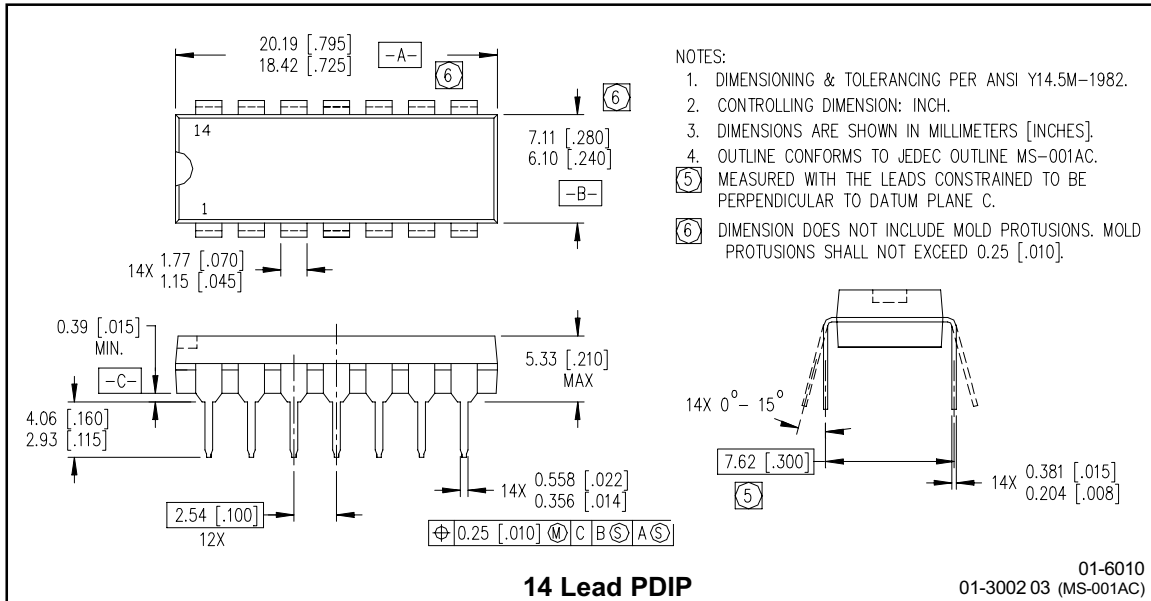 20.19 [.795]
18.42 [.725]
-A-
6
6
14
1
7.11 [.280]
6.10 [.240]
-B-
14X 1.77 [.070]
1.15 [.045]
NOTES:
1. DIMENSIONING & TOLERANCING PER ANSI Y14.5M-1982.
2. CONTROLLING DIMENSION: INCH.
3. DIMENSIONS ARE SHOWN IN MILLIMETERS [INCHES].
4. OUTLINE CONFORMS TO JEDEC OUTLINE MS-001AC.
5 MEASURED WITH THE LEADS CONSTRAINED TO BE
PERPENDICULAR TO DATUM PLANE C.
6 DIMENSION DOES NOT INCLUDE MOLD PROTUSIONS. MOLD
PROTUSIONS SHALL NOT EXCEED 0.25 [.010].
0.39 [.015]
MIN.
-C-
4.06 [.160]
2.93 [.115]
5.33 [.210]
MAX
2.54 [.100]
12X
14X 0.558 [.022]
0.356 [.014]
⌖ 0.25 [.010] Ⓜ C B Ⓢ A Ⓢ
14X 0°- 15°
7.62 [.300]
5
14X 0.381 [.015]
0.204 [.008]
14 Lead PDIP
01-6010
01-3002 03 (MS-001AC)